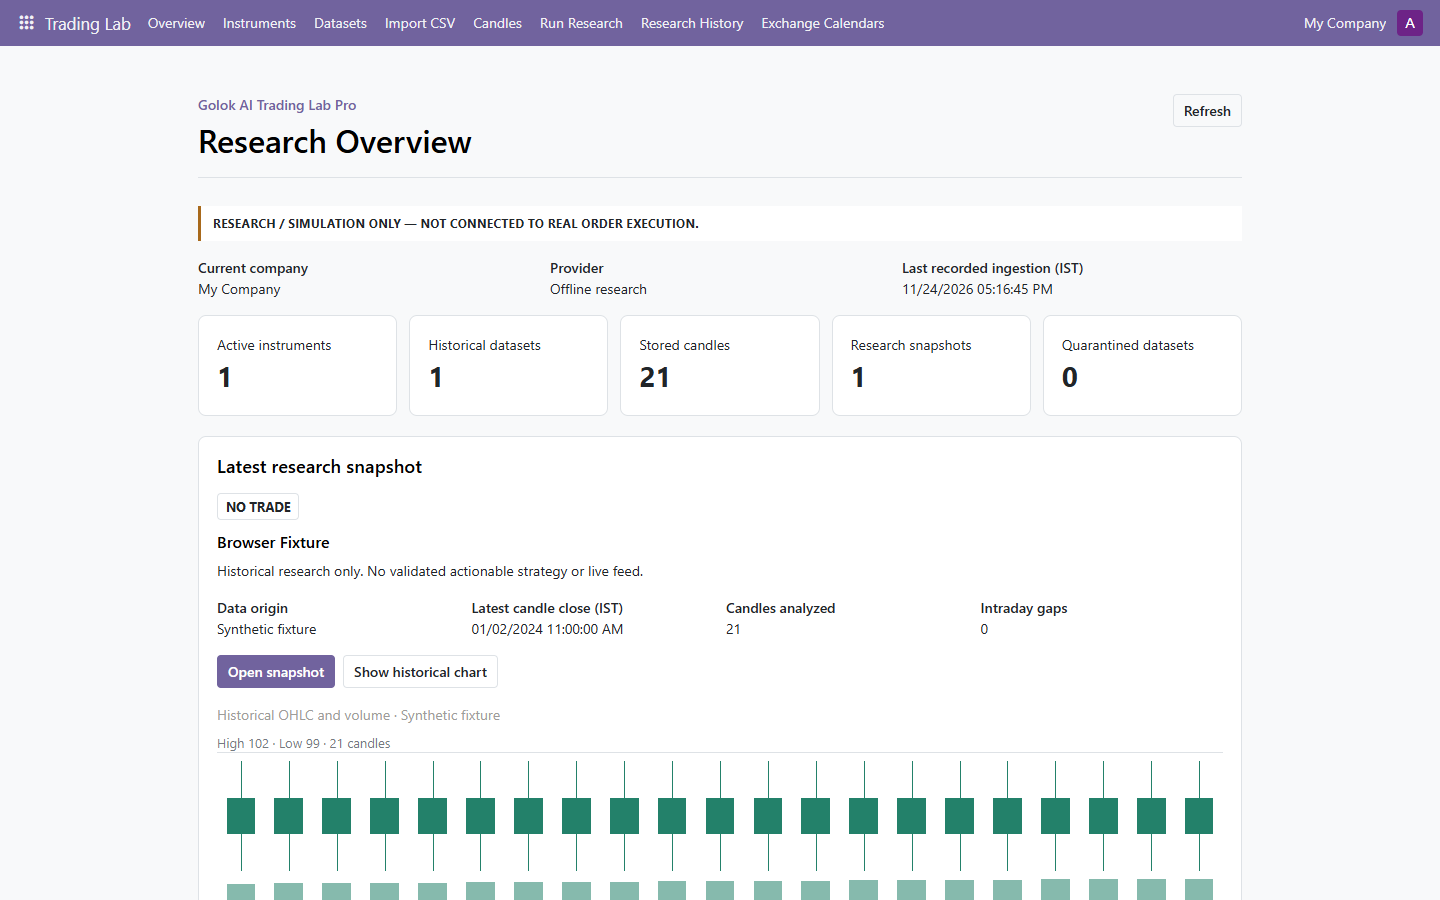 Trading Lab Overview Instruments Datasets Import CSV Candles Run Research Research History Exchange Calendars My Company A
Golok AI Trading Lab Pro
Refresh
Research Overview
RESEARCH / SIMULATION ONLY — NOT CONNECTED TO REAL ORDER EXECUTION.
Current company Provider Last recorded ingestion (IST)
My Company Offline research 11/24/2026 05:16:45 PM
Active instruments Historical datasets Stored candles Research snapshots Quarantined datasets
1 1 21 1 0
Latest research snapshot
NO TRADE
Browser Fixture
Historical research only. No validated actionable strategy or live feed.
Data origin Latest candle close (IST) Candles analyzed Intraday gaps
Synthetic fixture 01/02/2024 11:00:00 AM 21 0
Open snapshot Show historical chart
Historical OHLC and volume · Synthetic fixture
High 102 · Low 99 · 21 candles